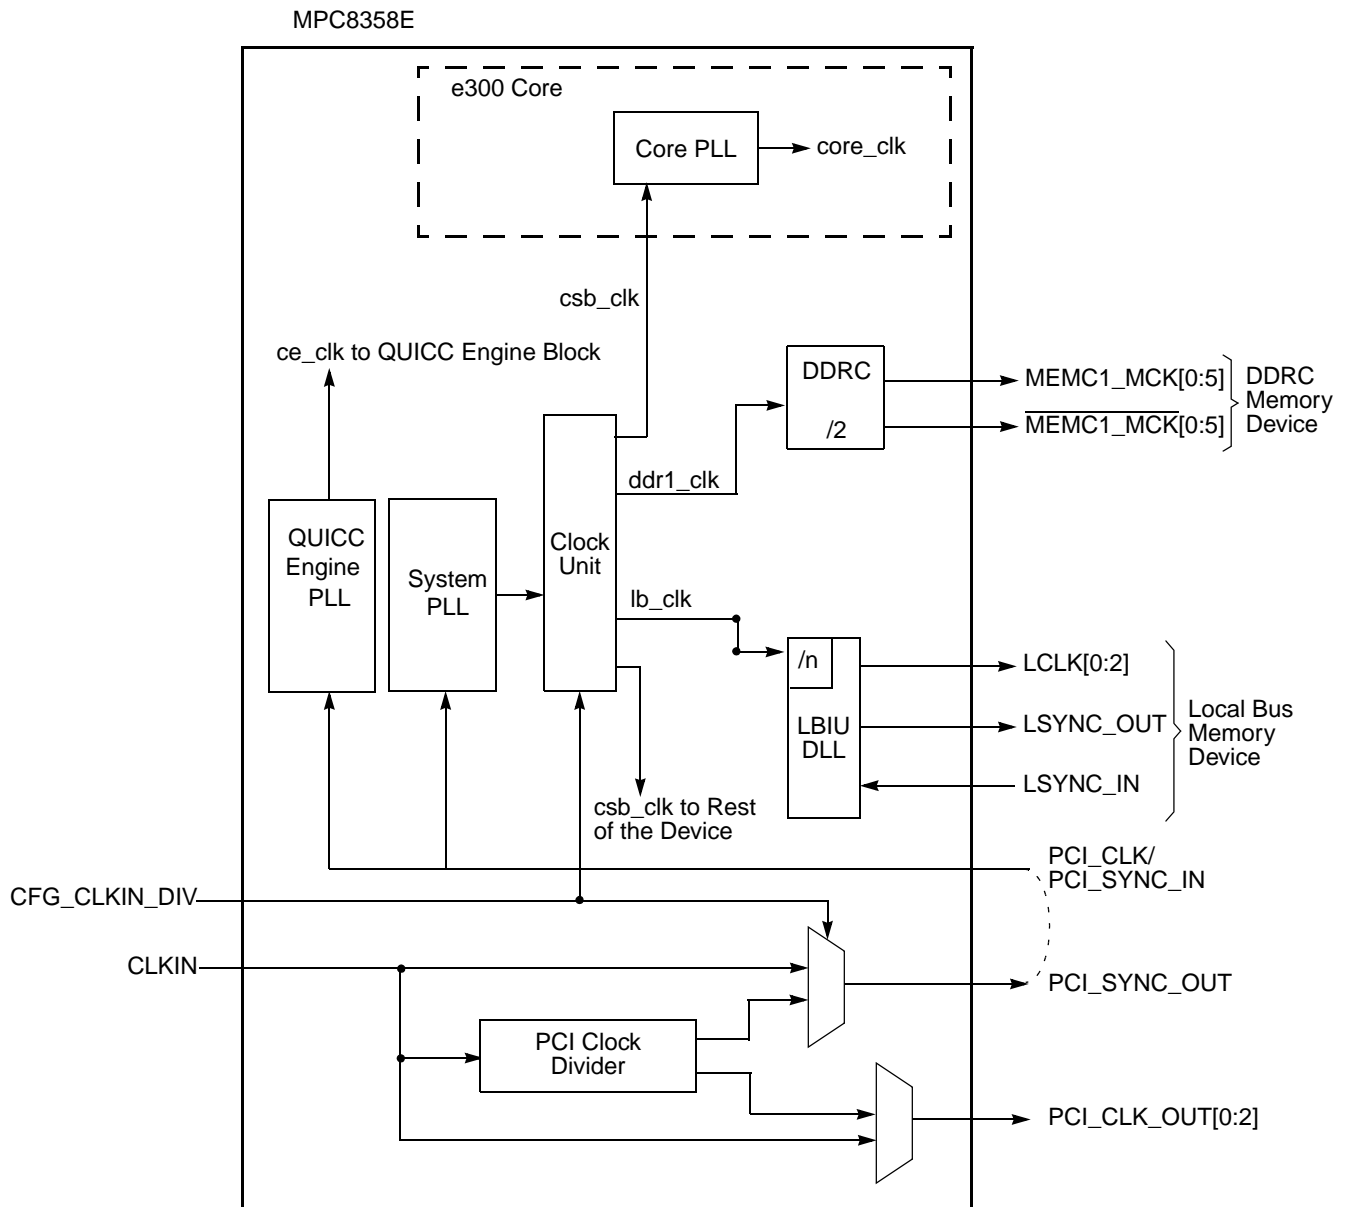 MPC8358E
e300 Core
Core PLL
core_clk
csb_clk
ce_clk to QUICC Engine Block
DDRC
/2
MEMC1_MCK[0:5]
MEMC1_MCK[0:5]
DDRC
Memory
Device
ddr1_clk
QUICC
Engine
PLL
System
PLL
Clock
Unit
lb_clk
/n
LBIU
DLL
LCLK[0:2]
LSYNC_OUT
LSYNC_IN
Local Bus
Memory
Device
csb_clk to Rest
of the Device
PCI_CLK/
PCI_SYNC_IN
CFG_CLKIN_DIV
CLKIN
PCI_SYNC_OUT
PCI Clock
Divider
PCI_CLK_OUT[0:2]